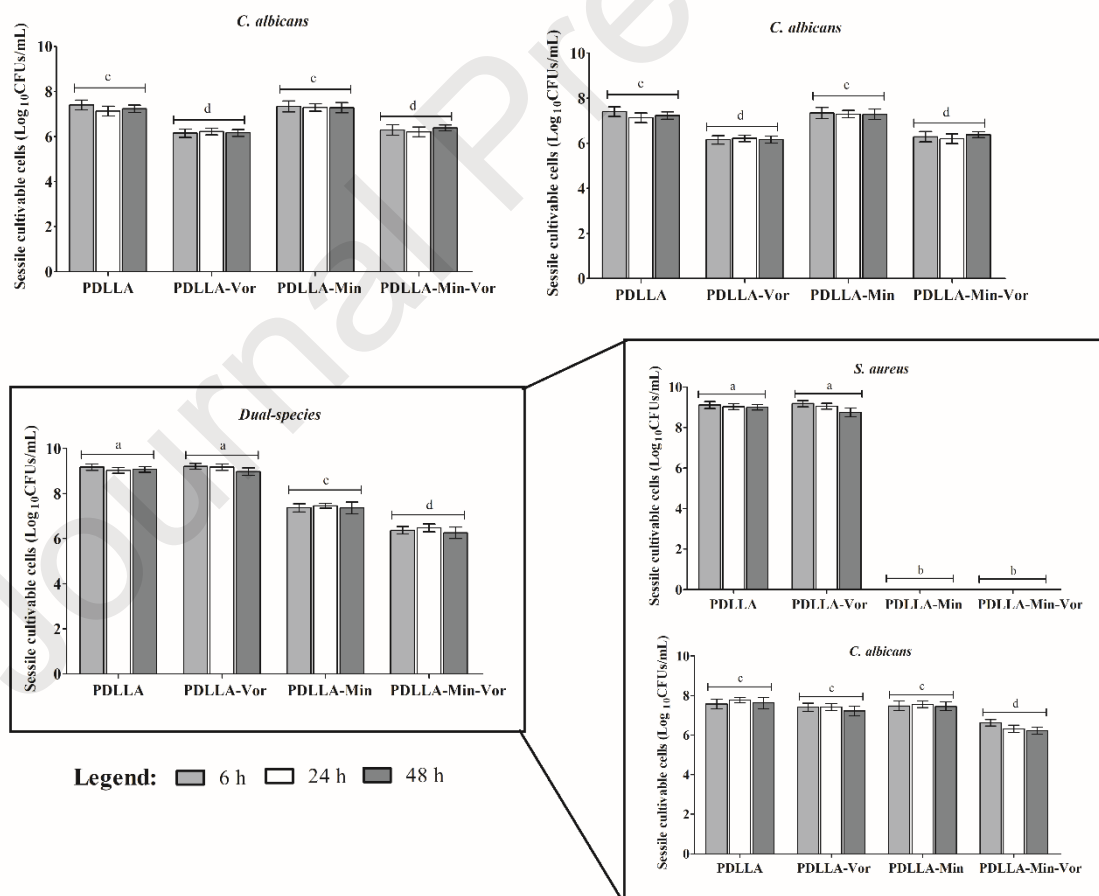 C. albicans
Sessile cultivable cells (Log10CFUs/mL)
10
8
6
4
2
0
c
d
c
d
PDLLA
PDLLA-Vor
PDLLA-Min
PDLLA-Min-Vor
C. albicans
Sessile cultivable cells (Log10CFUs/mL)
10
8
6
4
2
0
c
d
c
d
PDLLA
PDLLA-Vor
PDLLA-Min
PDLLA-Min-Vor
Dual-species
Sessile cultivable cells (Log10CFUs/mL)
10
8
6
4
2
0
a
a
c
d
PDLLA
PDLLA-Vor
PDLLA-Min
PDLLA-Min-Vor
S. aureus
Sessile cultivable cells (Log10CFUs/mL)
10
8
6
4
2
0
a
a
b
b
PDLLA
PDLLA-Vor
PDLLA-Min
PDLLA-Min-Vor
C. albicans
Sessile cultivable cells (Log10CFUs/mL)
10
8
6
4
2
0
c
c
c
d
PDLLA
PDLLA-Vor
PDLLA-Min
PDLLA-Min-Vor
Legend: 6 h 24 h 48 h
Journal Pre